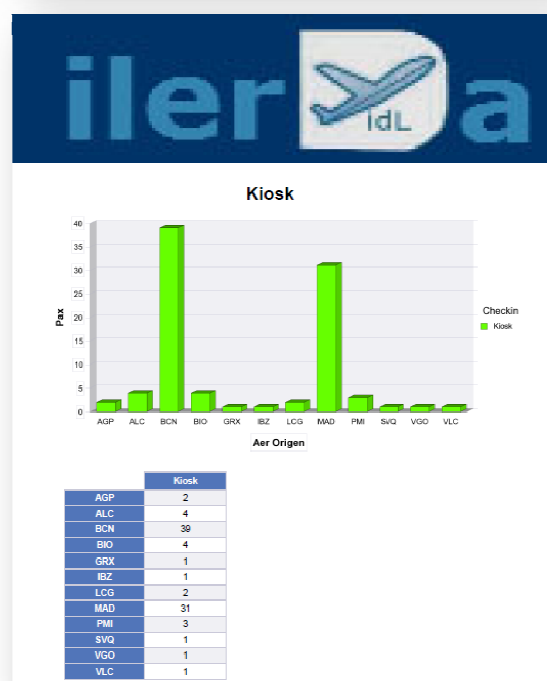 iler a
idL
Kiosk
40
35
30
25
20
15
10
5
0
Pax
AGP ALC BCN BIO GRX IBZ LCG MAD PMI SVQ VGO VLC
Aer Origen
Checkin
Kiosk
Kiosk
AGP 2
ALC 4
BCN 39
BIO 4
GRX 1
IBZ 1
LCG 2
MAD 31
PMI 3
SVQ 1
VGO 1
VLC 1